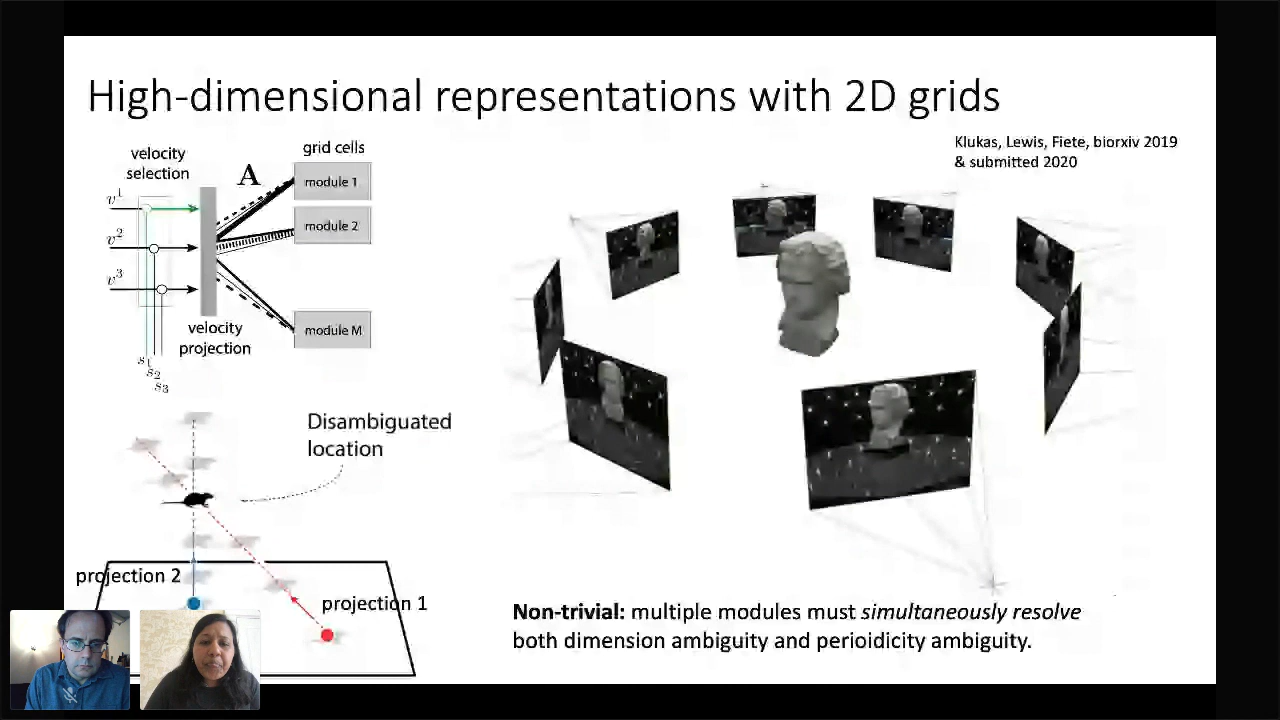 High-dimensional representations with 2D grids
Klukas, Lewis, Fiete, biorxiv 2019
& submitted 2020
velocity
selection
A
grid cells
module 1
module 2
module M
v1
v2
v3
velocity
projection
s1
s2
s3
Disambiguated
location
projection 2
projection 1
Non-trivial: multiple modules must simultaneously resolve
both dimension ambiguity and perioidicity ambiguity.